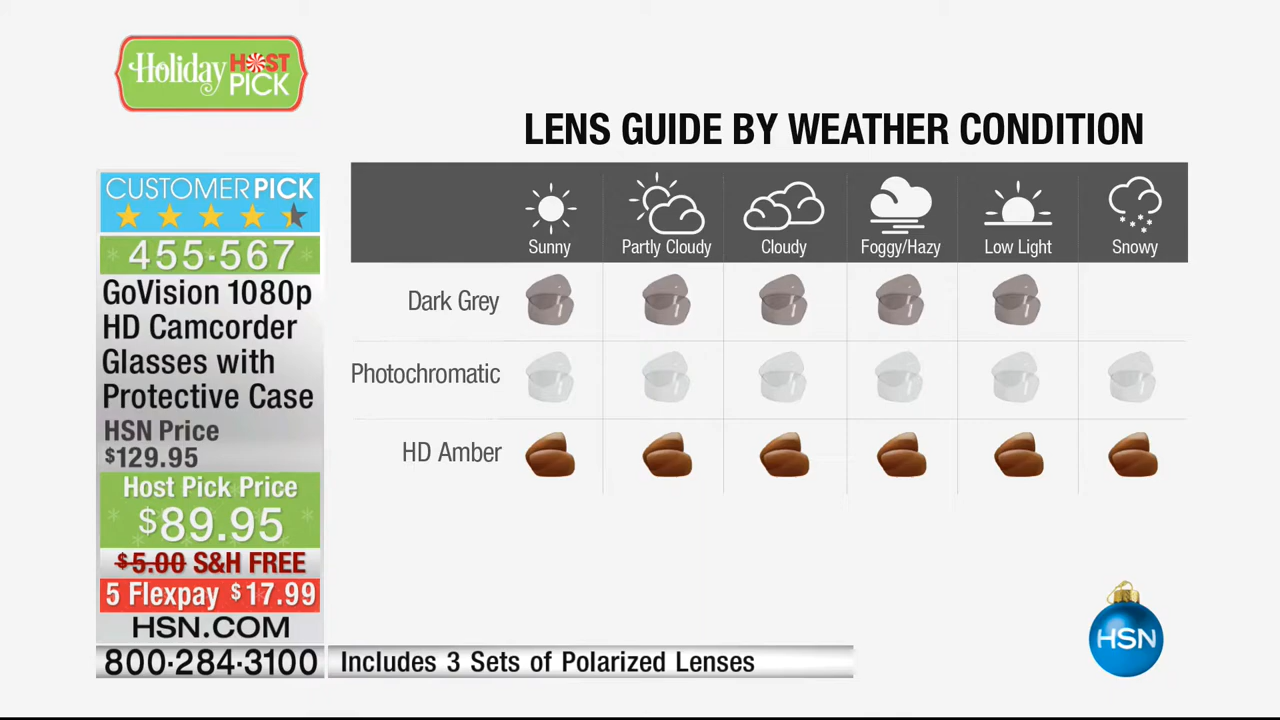 Holiday HOST
PICK
LENS GUIDE BY WEATHER CONDITION
CUSTOMER PICK
455·567
GoVision 1080p
HD Camcorder
Glasses with
Protective Case
HSN Price
$129.95
Host Pick Price
$89.95
$5.00 S&H FREE
5 Flexpay $17.99
HSN.COM
800·284·3100
Sunny Partly Cloudy Cloudy Foggy/Hazy Low Light Snowy
Dark Grey
Photochromatic
HD Amber
Includes 3 Sets of Polarized Lenses
HSN